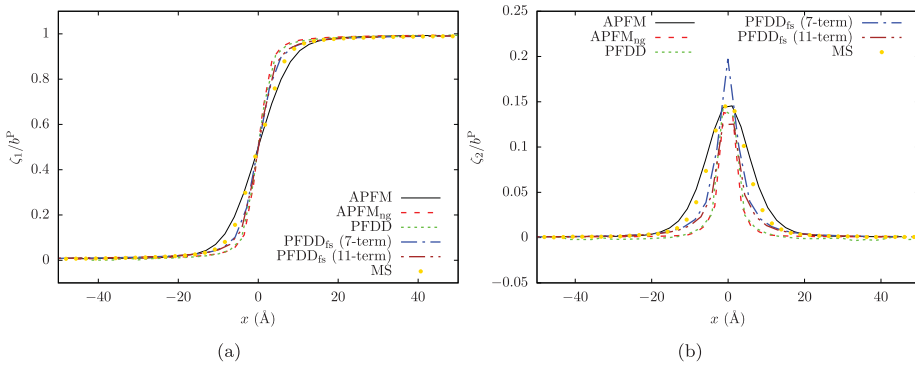 ζ₁/bᴾ
1
0.8
0.6
0.4
0.2
0
−40
−20
0
20
40
x (Å)
APFM
APFMng
PFDD
PFDDfs (7-term)
PFDDfs (11-term)
MS
(a)
ζ₂/bᴾ
0.25
0.2
0.15
0.1
0.05
0
−0.05
−40
−20
0
20
40
x (Å)
APFM
APFMng
PFDD
PFDDfs (7-term)
PFDDfs (11-term)
MS
(b)